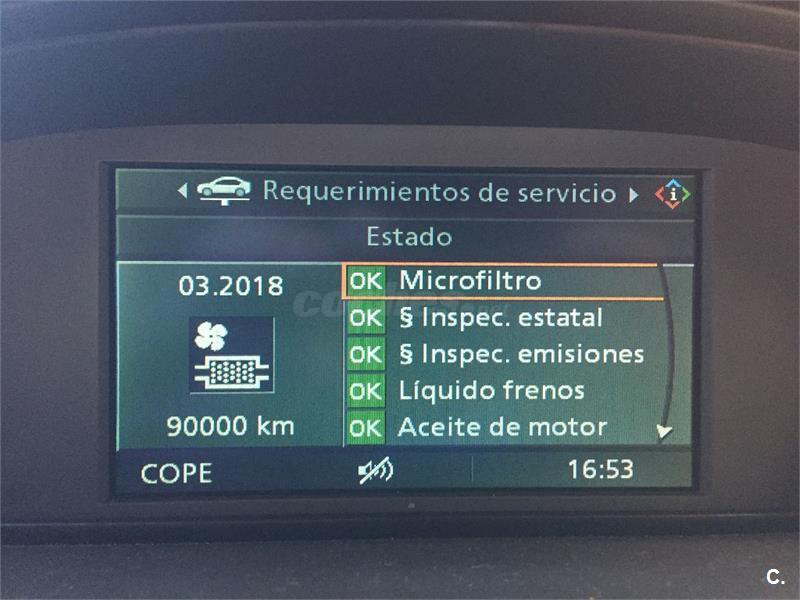 Requerimientos de servicio
Estado
03.2018
90000 km
OK Microfiltro
OK § Inspec. estatal
OK § Inspec. emisiones
OK Líquido frenos
OK Aceite de motor
COPE
16:53
C.